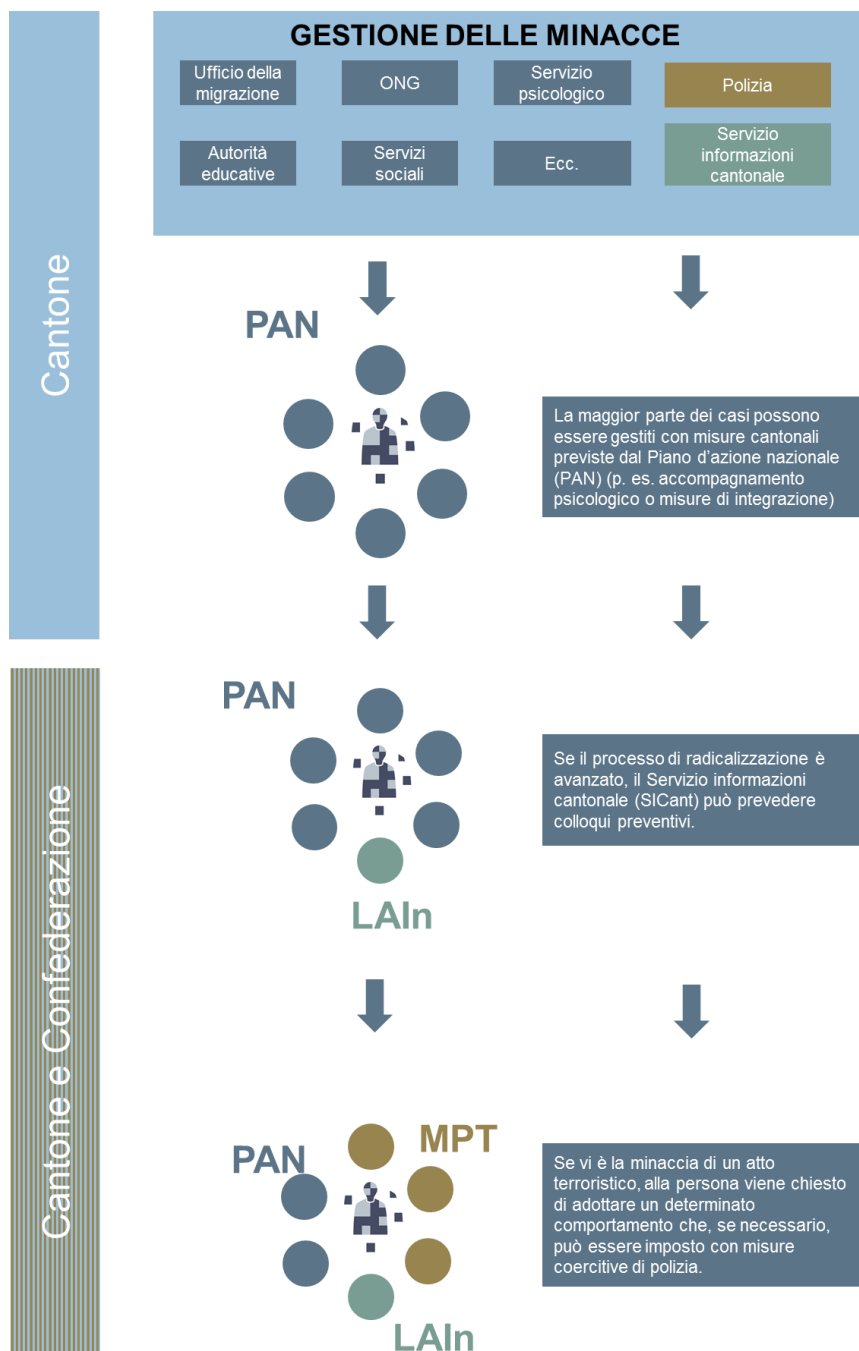 GESTIONE DELLE MINACCE
Ufficio della
migrazione
ONG
Servizio
psicologico
Polizia
Autorità
educative
Servizi
sociali
Ecc.
Servizio
informazioni
cantonale
Cantone
PAN
La maggior parte dei casi possono
essere gestiti con misure cantonali
previste dal Piano d'azione nazionale
(PAN) (p. es. accompagnamento
psicologico o misure di integrazione)
Cantone e Confederazione
PAN
Se il processo di radicalizzazione è
avanzato, il Servizio informazioni
cantonale (SICant) può prevedere
colloqui preventivi.
LAIn
MPT
PAN
Se vi è la minaccia di un atto
terroristico, alla persona viene chiesto
di adottare un determinato
comportamento che, se necessario,
può essere imposto con misure
coercitive di polizia.
LAIn